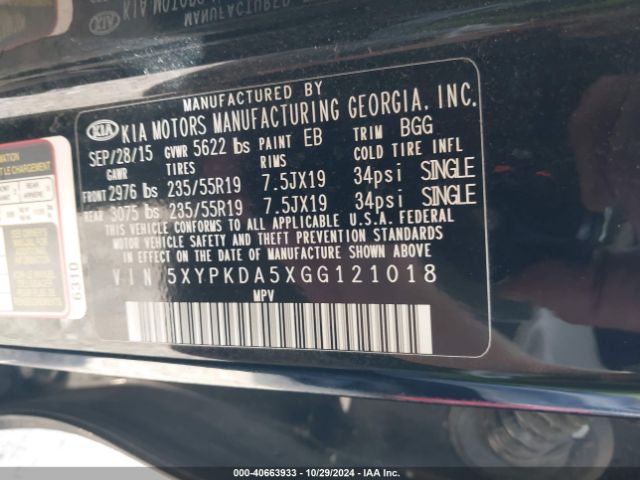 MANUFACTURED BY
KIA KIA MOTORS MANUFACTURING GEORGIA, INC.
SEP/28/15 GVWR 5622 lbs PAINT EB TRIM BGG
GAWR TIRES RIMS COLD TIRE INFL
FRONT 2976 lbs 235/55R19 7.5JX19 34psi SINGLE
REAR 3075 lbs 235/55R19 7.5JX19 34psi SINGLE
THIS VEHICLE CONFORMS TO ALL APPLICABLE U.S.A. FEDERAL
MOTOR VEHICLE SAFETY AND THEFT PREVENTION STANDARDS
IN EFFECT ON THE DATE OF MANUFACTURE SHOWN ABOVE.
VIN 5XYPKDA5XGG121018
MPV
6310
000-40663933 - 10/29/2024 - IAA Inc.